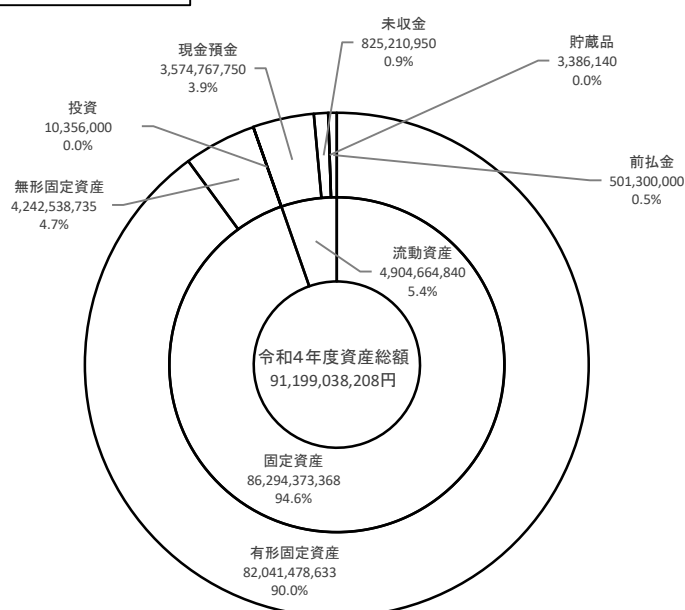 未収金
825,210,950
0.9%
貯蔵品
3,386,140
0.0%
現金預金
3,574,767,750
3.9%
投資
10,356,000
0.0%
前払金
501,300,000
0.5%
無形固定資産
4,242,538,735
4.7%
流動資産
4,904,664,840
5.4%
令和4年度資産総額
91,199,038,208円
固定資産
86,294,373,368
94.6%
有形固定資産
82,041,478,633
90.0%